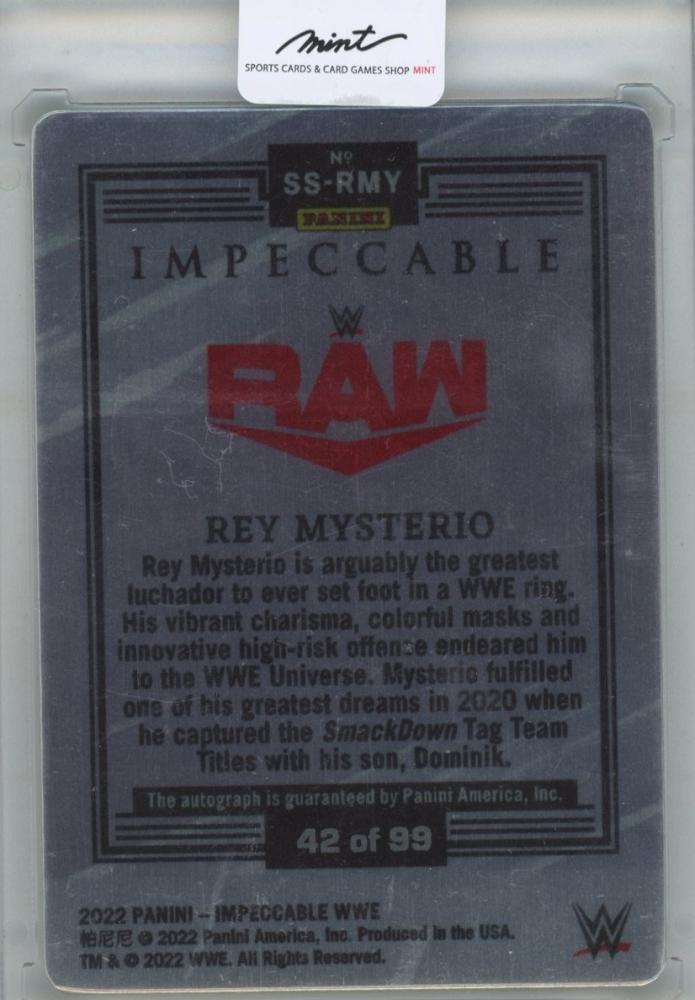 mint
SPORTS CARDS & CARD GAMES SHOP MINT
Nº
SS-RMY
PANINI
IMPECCABLE
W
RAW
REY MYSTERIO
Rey Mysterio is arguably the greatest
luchador to ever set foot in a WWE ring.
His vibrant charisma, colorful masks and
innovative high-risk offense endeared him
to the WWE Universe. Mysterio fulfilled
one of his greatest dreams in 2020 when
he captured the SmackDown Tag Team
Titles with his son, Dominik.
The autograph is guaranteed by Panini America, Inc.
42 of 99
2022 PANINI – IMPECCABLE WWE
帕尼尼 © 2022 Panini America, Inc. Produced in the USA.
TM & © 2022 WWE. All Rights Reserved.
W